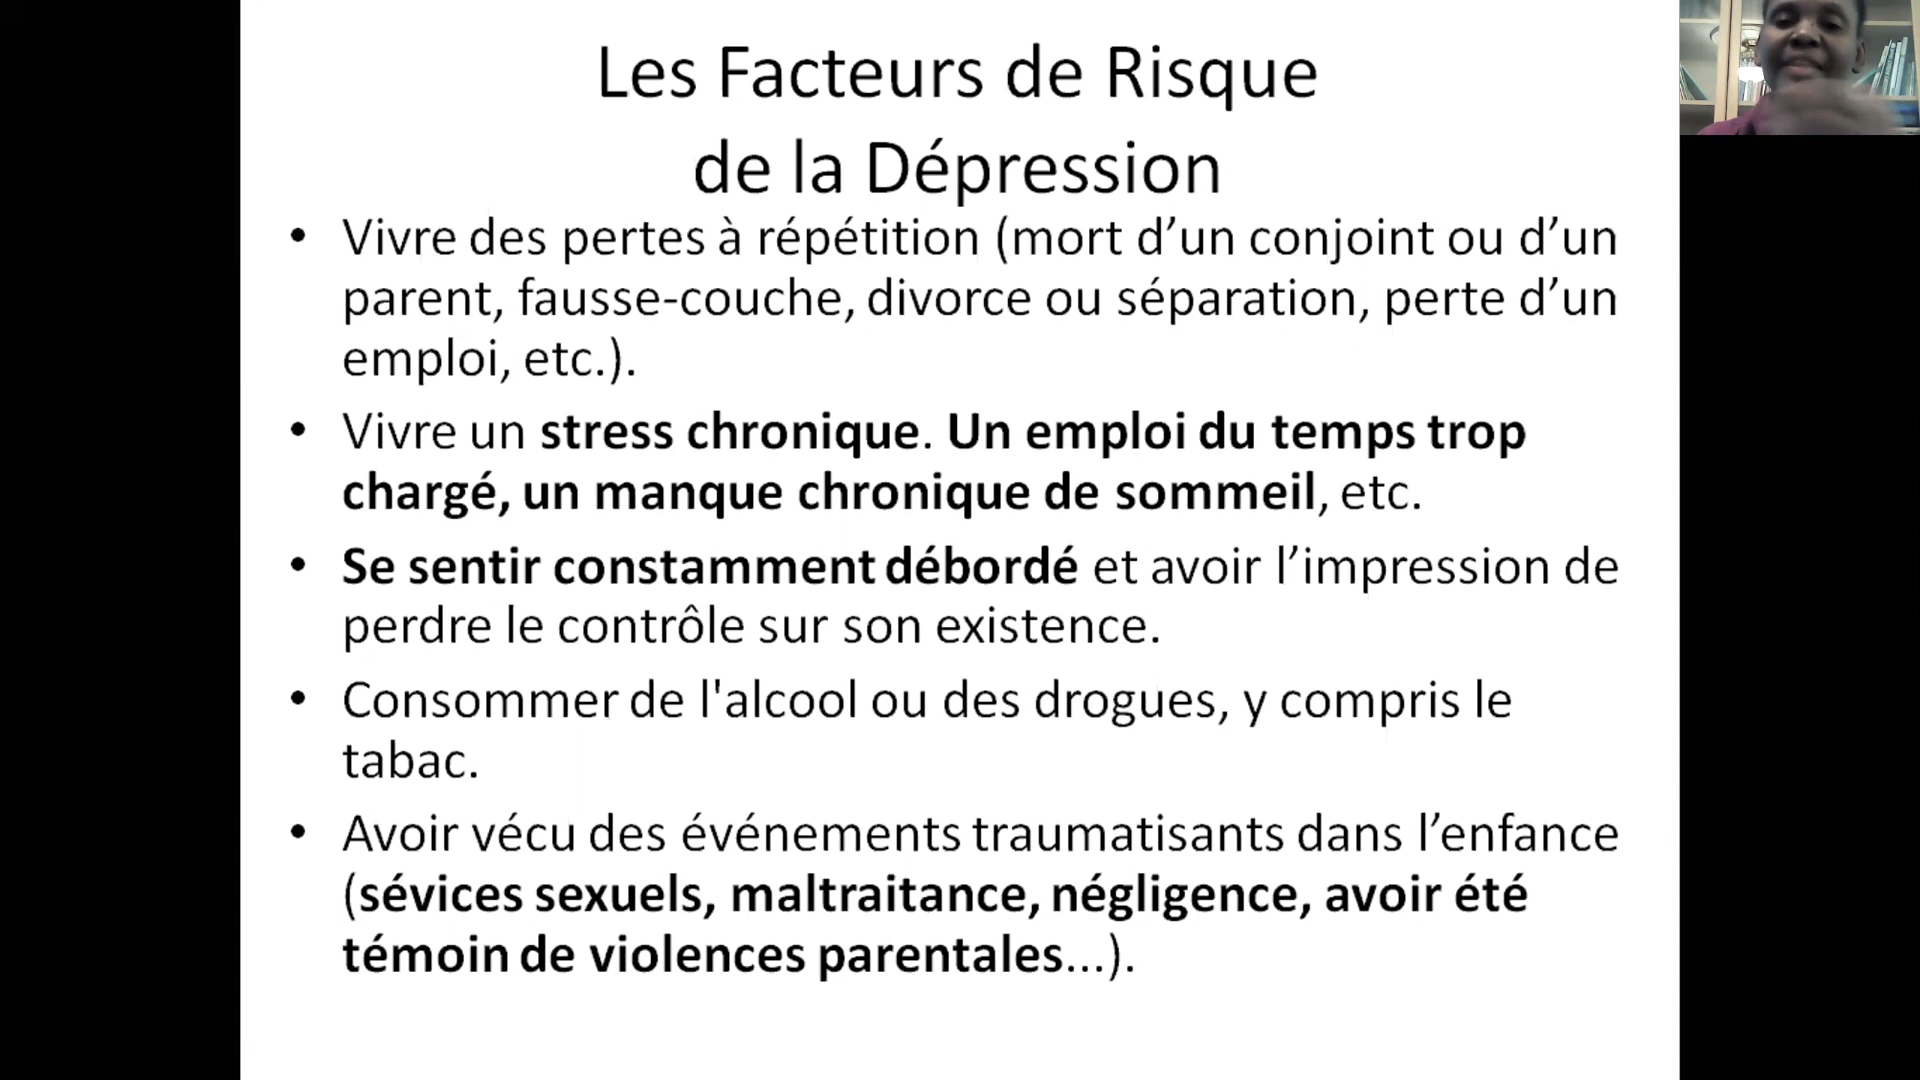 Les Facteurs de Risque
de la Dépression
• Vivre des pertes à répétition (mort d’un conjoint ou d’un
parent, fausse-couche, divorce ou séparation, perte d’un
emploi, etc.).
• Vivre un stress chronique. Un emploi du temps trop
chargé, un manque chronique de sommeil, etc.
• Se sentir constamment débordé et avoir l’impression de
perdre le contrôle sur son existence.
• Consommer de l'alcool ou des drogues, y compris le
tabac.
• Avoir vécu des événements traumatisants dans l’enfance
(sévices sexuels, maltraitance, négligence, avoir été
témoin de violences parentales...).